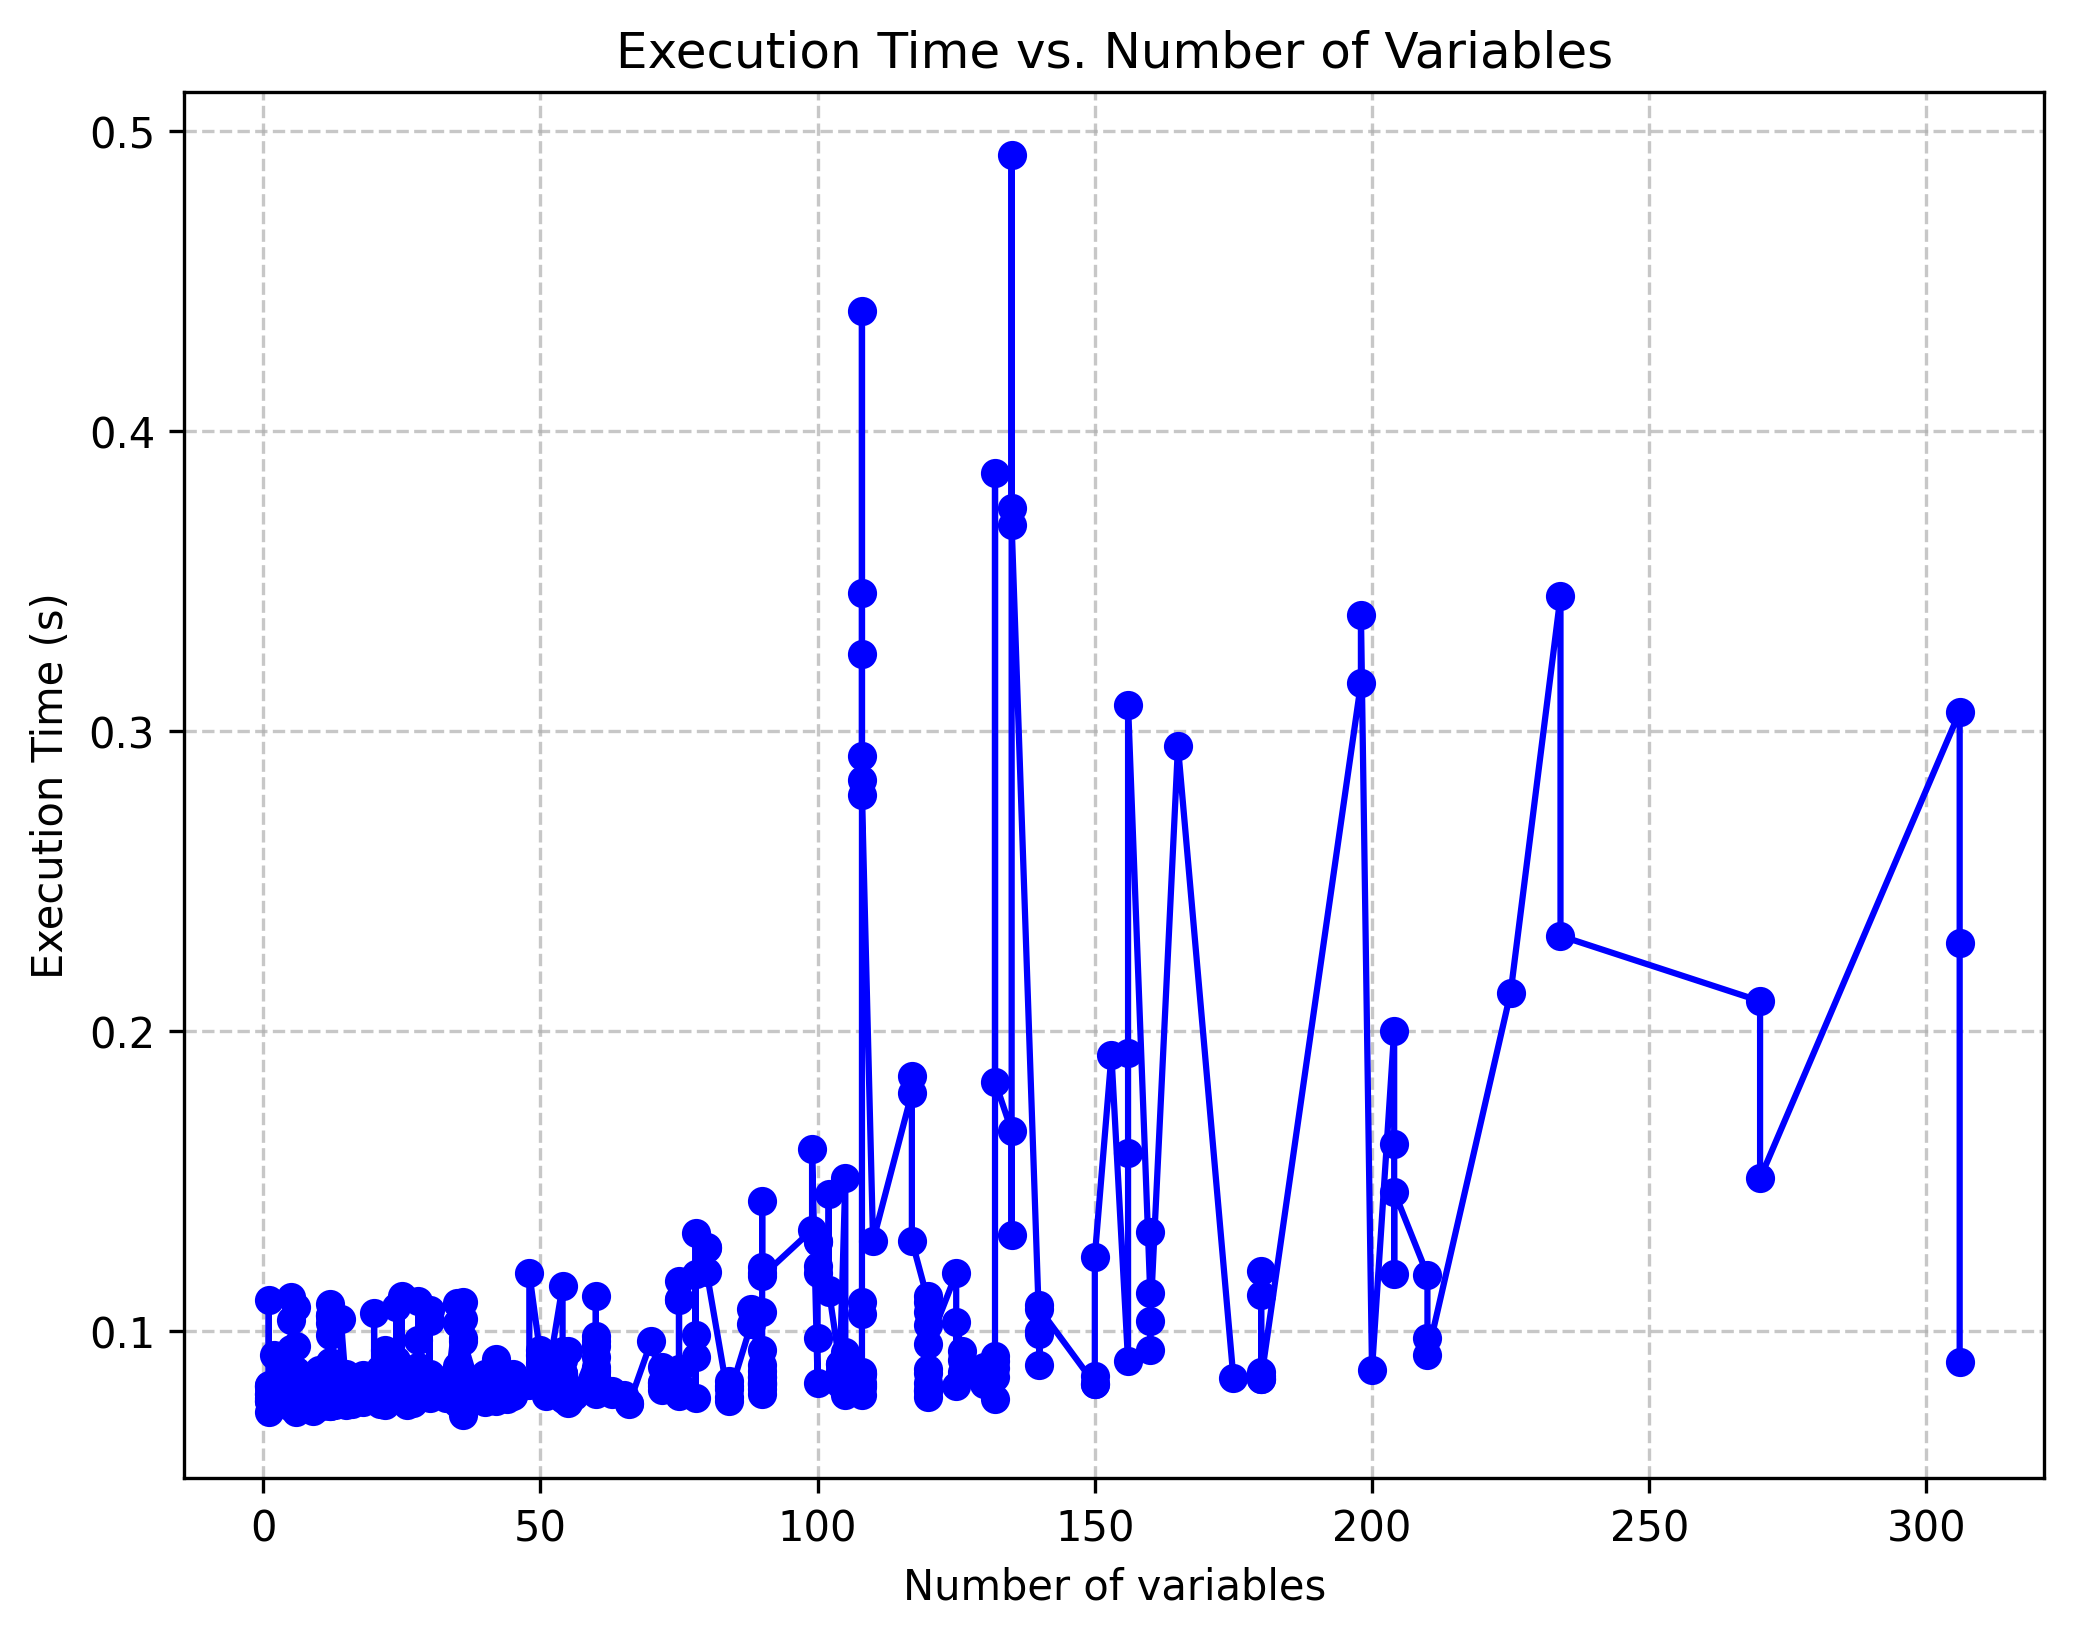 Execution Time vs. Number of Variables
0.5
0.4
0.3
0.2
0.1
Execution Time (s)
0 50 100 150 200 250 300
Number of variables